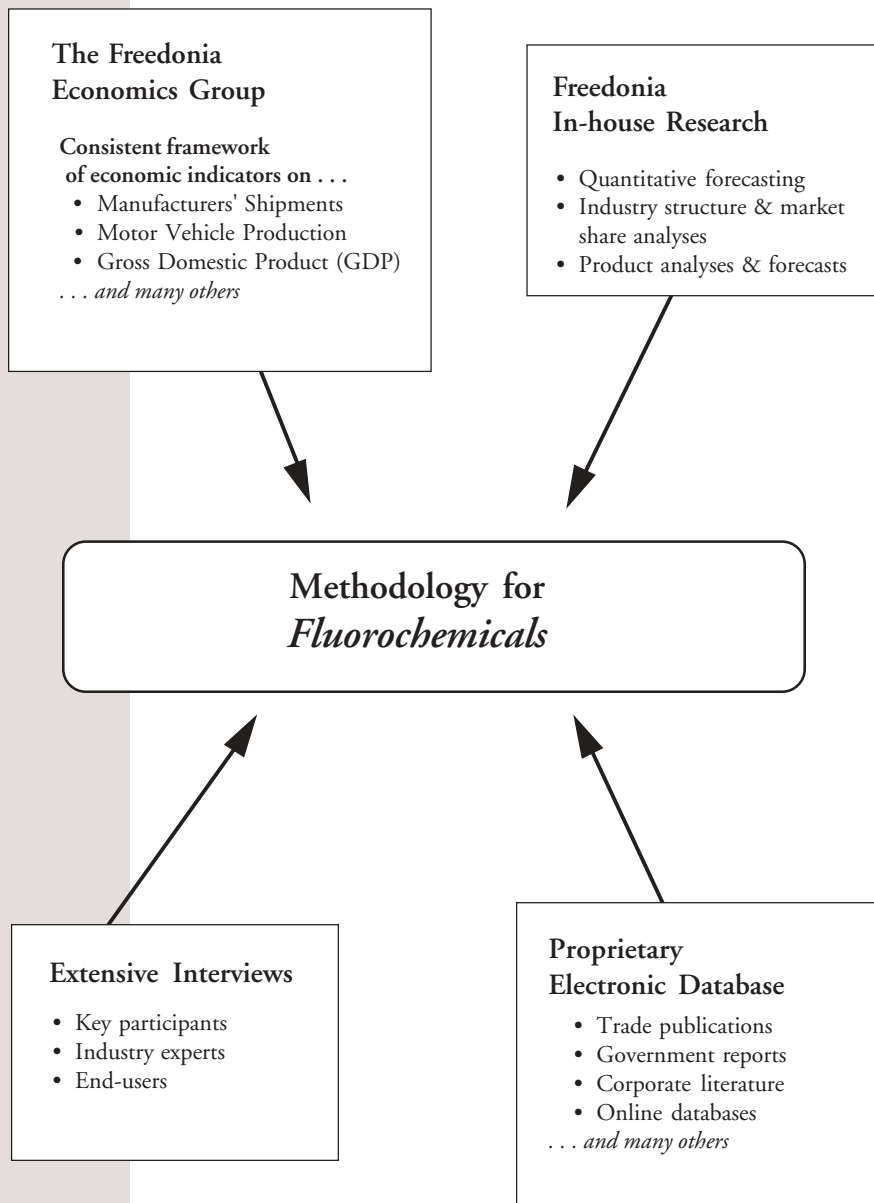 The Freedonia
Economics Group
Consistent framework
of economic indicators on . . .
• Manufacturers' Shipments
• Motor Vehicle Production
• Gross Domestic Product (GDP)
. . . and many others
Freedonia
In-house Research
• Quantitative forecasting
• Industry structure & market
share analyses
• Product analyses & forecasts
Methodology for
Fluorochemicals
Extensive Interviews
• Key participants
• Industry experts
• End-users
Proprietary
Electronic Database
• Trade publications
• Government reports
• Corporate literature
• Online databases
. . . and many others